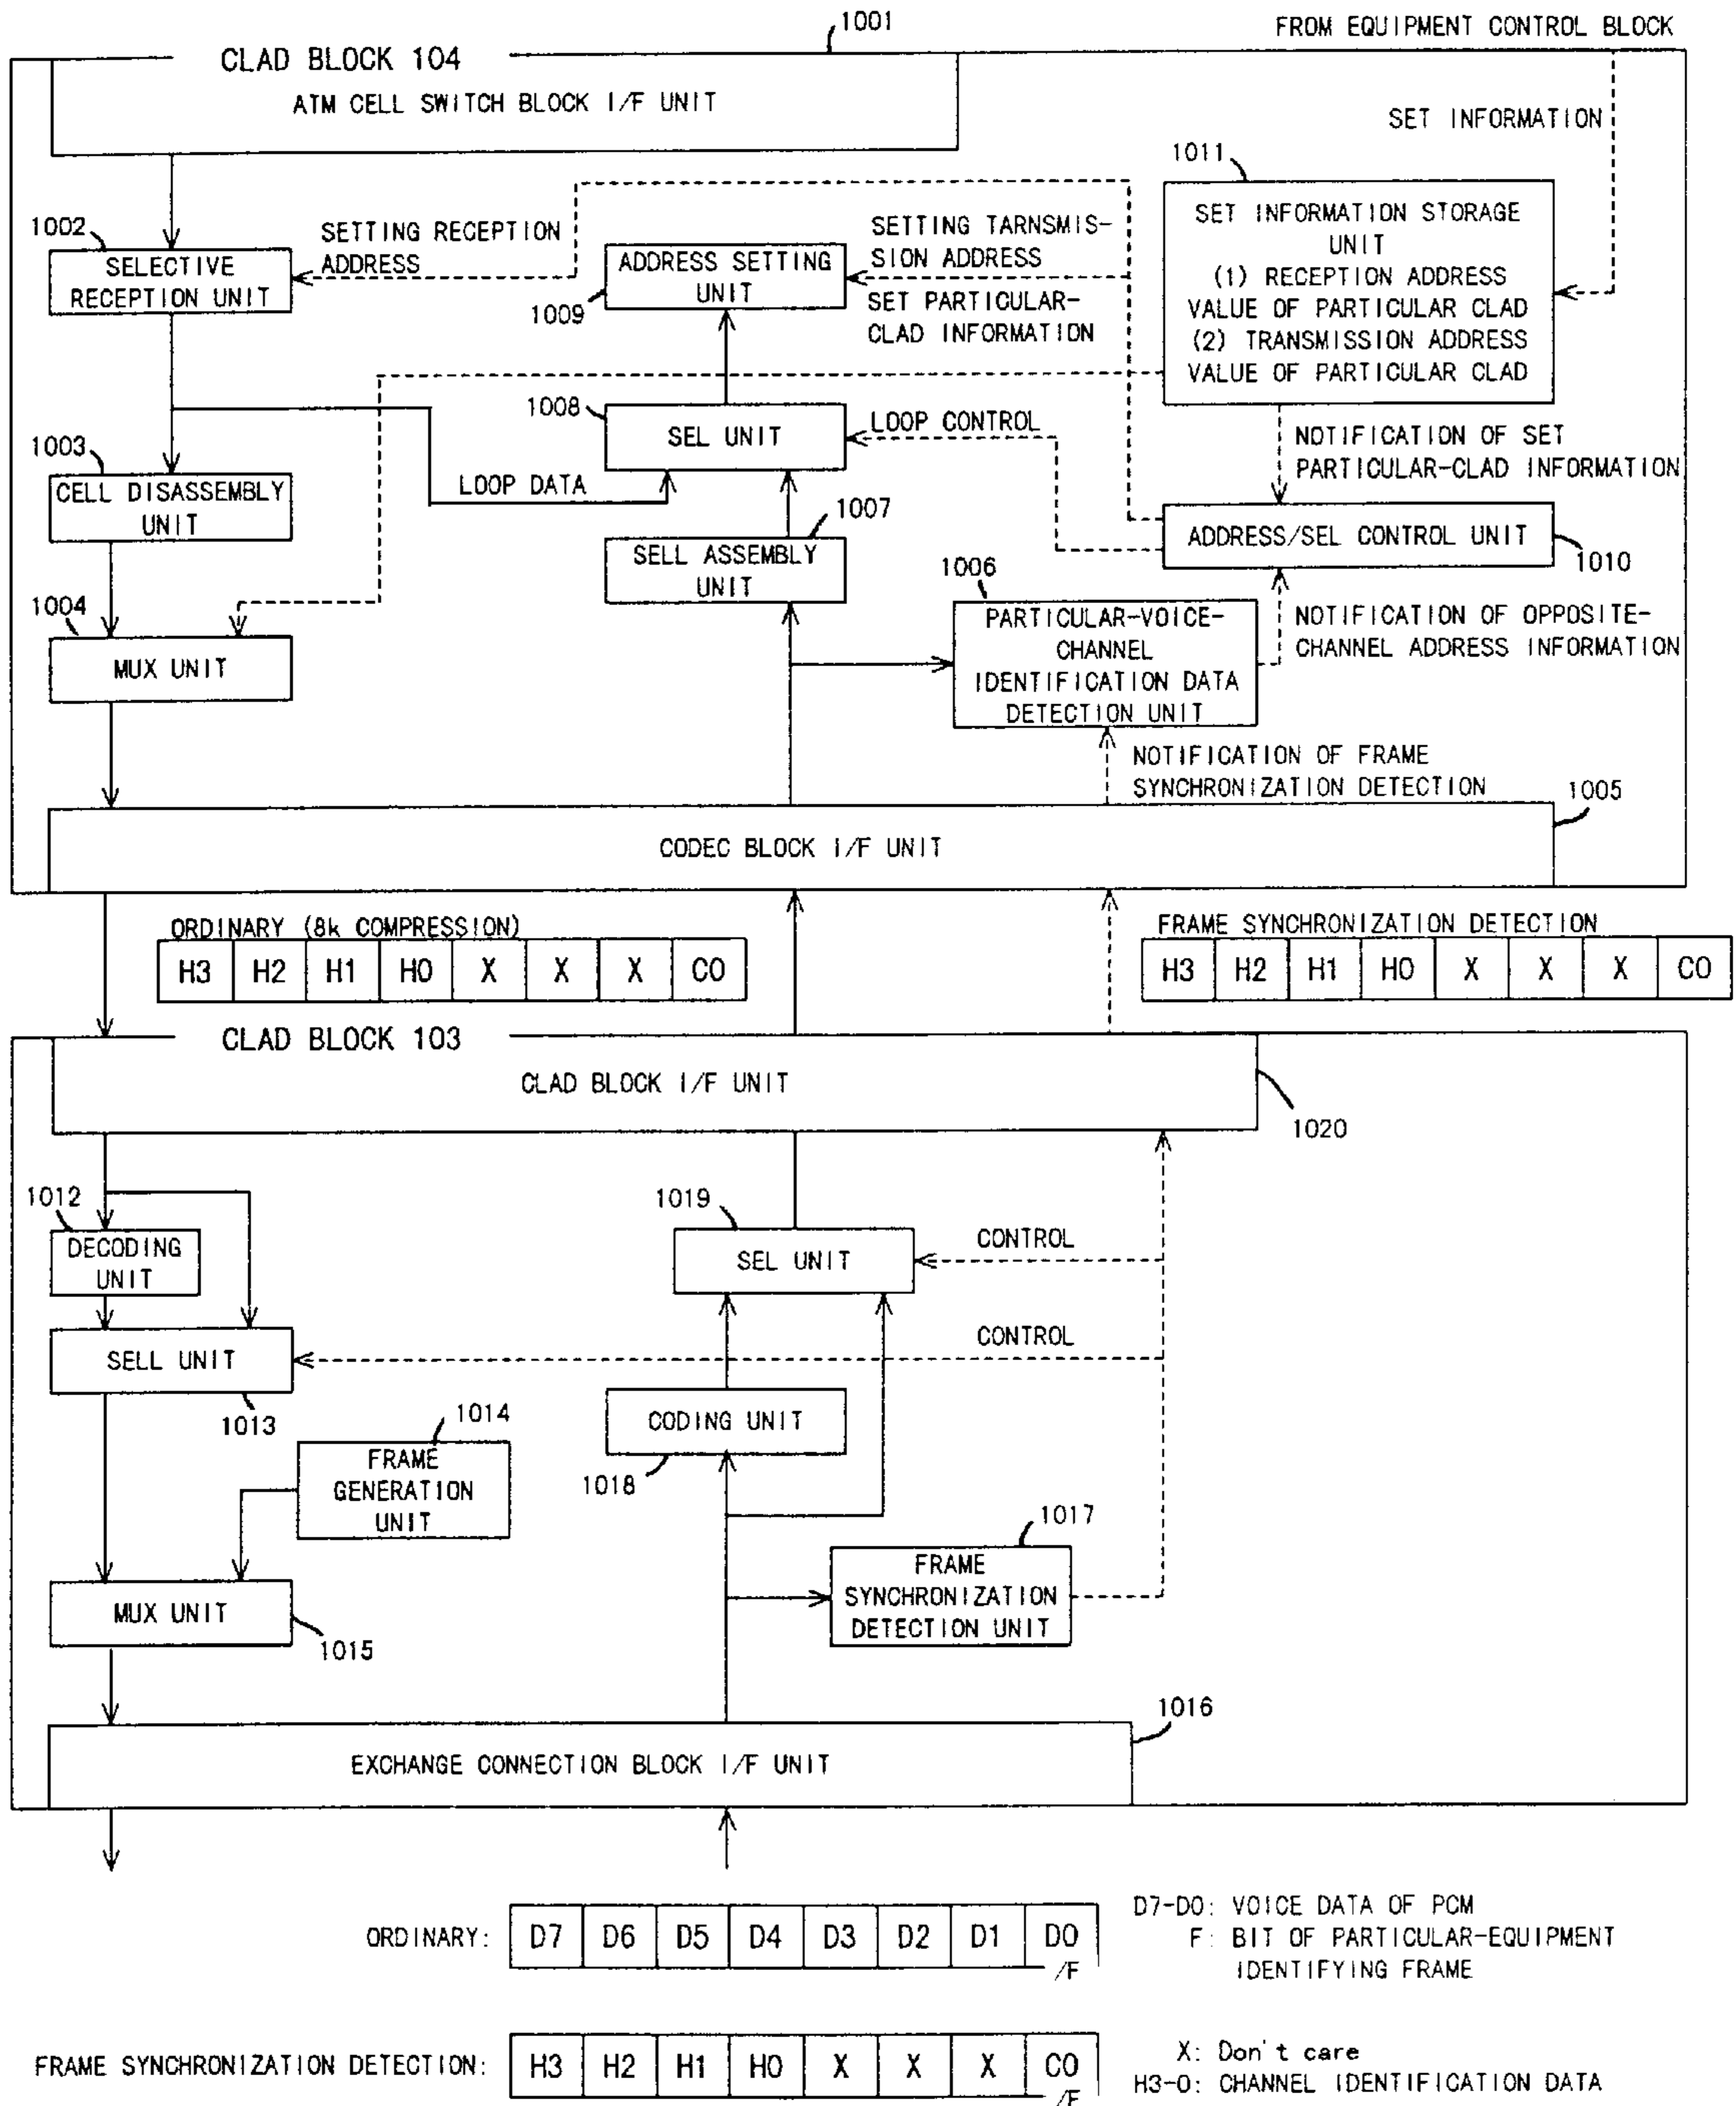 1001
FROM EQUIPMENT CONTROL BLOCK
CLAD BLOCK 104
ATM CELL SWITCH BLOCK I/F UNIT
SET INFORMATION
1011
SET INFORMATION STORAGE
UNIT
(1) RECEPTION ADDRESS
VALUE OF PARTICULAR CLAD
(2) TRANSMISSION ADDRESS
VALUE OF PARTICULAR CLAD
1002
SELECTIVE
RECEPTION UNIT
SETTING RECEPTION
ADDRESS
ADDRESS SETTING
UNIT
1009
SETTING TARNSMIS-
SION ADDRESS
SET PARTICULAR-
CLAD INFORMATION
1008
SEL UNIT
LOOP CONTROL
NOTIFICATION OF SET
PARTICULAR-CLAD INFORMATION
1003
CELL DISASSEMBLY
UNIT
LOOP DATA
1007
SELL ASSEMBLY
UNIT
ADDRESS/SEL CONTROL UNIT
1010
1006
PARTICULAR-VOICE-
CHANNEL
IDENTIFICATION DATA
DETECTION UNIT
NOTIFICATION OF OPPOSITE-
CHANNEL ADDRESS INFORMATION
1004
MUX UNIT
NOTIFICATION OF FRAME
SYNCHRONIZATION DETECTION
1005
CODEC BLOCK I/F UNIT
ORDINARY (8k COMPRESSION)
H3 H2 H1 H0 X X X C0
FRAME SYNCHRONIZATION DETECTION
H3 H2 H1 H0 X X X C0
CLAD BLOCK 103
CLAD BLOCK I/F UNIT
1020
1012
DECODING
UNIT
1019
SEL UNIT
CONTROL
SELL UNIT
1013
CONTROL
1014
FRAME
GENERATION
UNIT
CODING UNIT
1018
1017
FRAME
SYNCHRONIZATION
DETECTION UNIT
MUX UNIT
1015
1016
EXCHANGE CONNECTION BLOCK I/F UNIT
ORDINARY: D7 D6 D5 D4 D3 D2 D1 D0
/F
D7-D0: VOICE DATA OF PCM
F: BIT OF PARTICULAR-EQUIPMENT
IDENTIFYING FRAME
FRAME SYNCHRONIZATION DETECTION: H3 H2 H1 H0 X X X C0
/F
X: Don't care
H3-0: CHANNEL IDENTIFICATION DATA